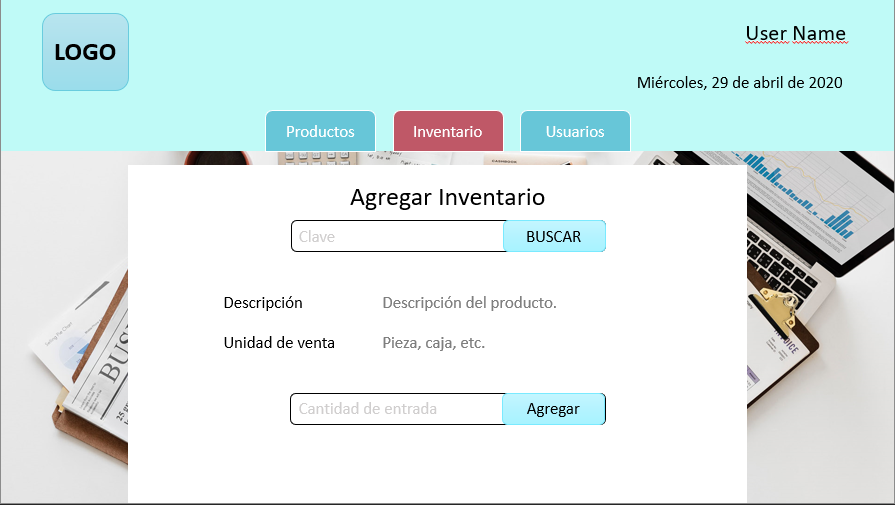 LOGO
User Name
Miércoles, 29 de abril de 2020
Productos
Inventario
Usuarios
Agregar Inventario
Clave
BUSCAR
Descripción
Descripción del producto.
Unidad de venta
Pieza, caja, etc.
Cantidad de entrada
Agregar
INVOICE